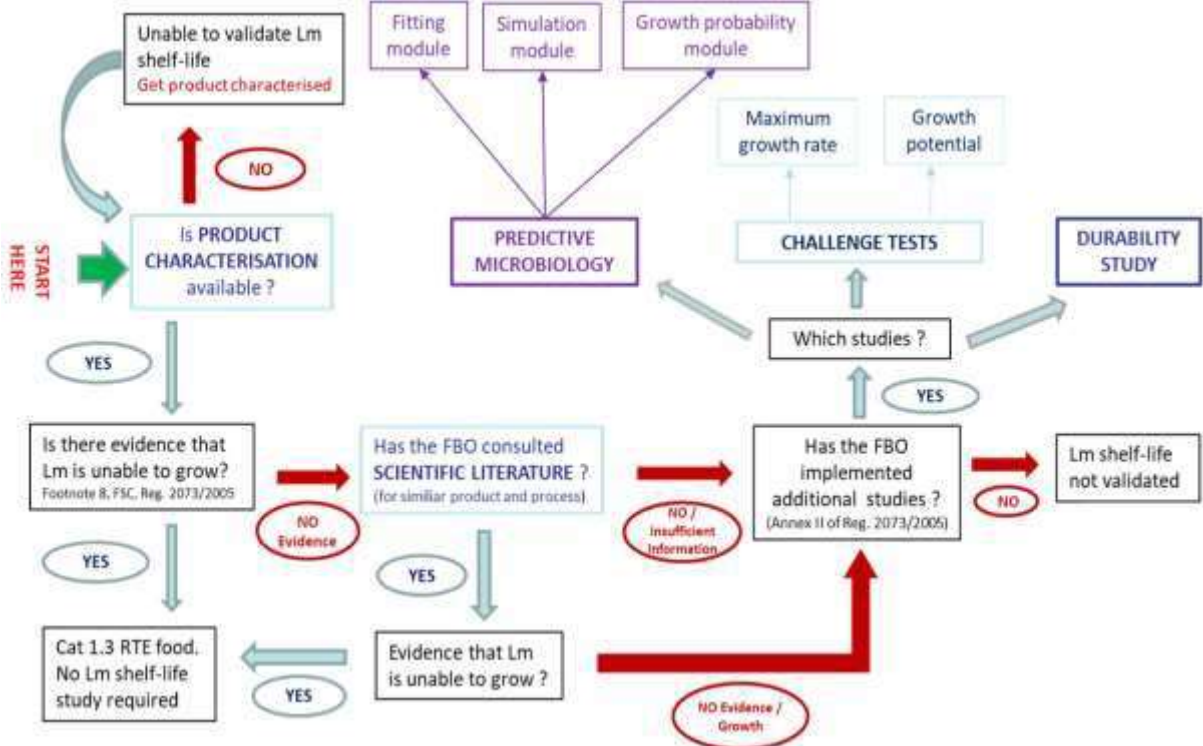 Unable to validate Lm
shelf-life
Get product characterised
Fitting
module
Simulation
module
Growth probability
module
Maximum
growth rate
Growth
potential
NO
START
HERE
Is PRODUCT
CHARACTERISATION
available ?
PREDICTIVE
MICROBIOLOGY
CHALLENGE TESTS
DURABILITY
STUDY
Which studies ?
YES
YES
Is there evidence that
Lm is unable to grow?
Footnote 8, FSC, Reg. 2073/2005
NO
Evidence
Has the FBO consulted
SCIENTIFIC LITERATURE ?
(for similiar product and process)
NO /
Insufficient
Information
Has the FBO
implemented
additional studies ?
(Annex II of Reg. 2073/2005)
NO
Lm shelf-life
not validated
YES
YES
Cat 1.3 RTE food.
No Lm shelf-life
study required
YES
Evidence that Lm
is unable to grow ?
NO Evidence /
Growth